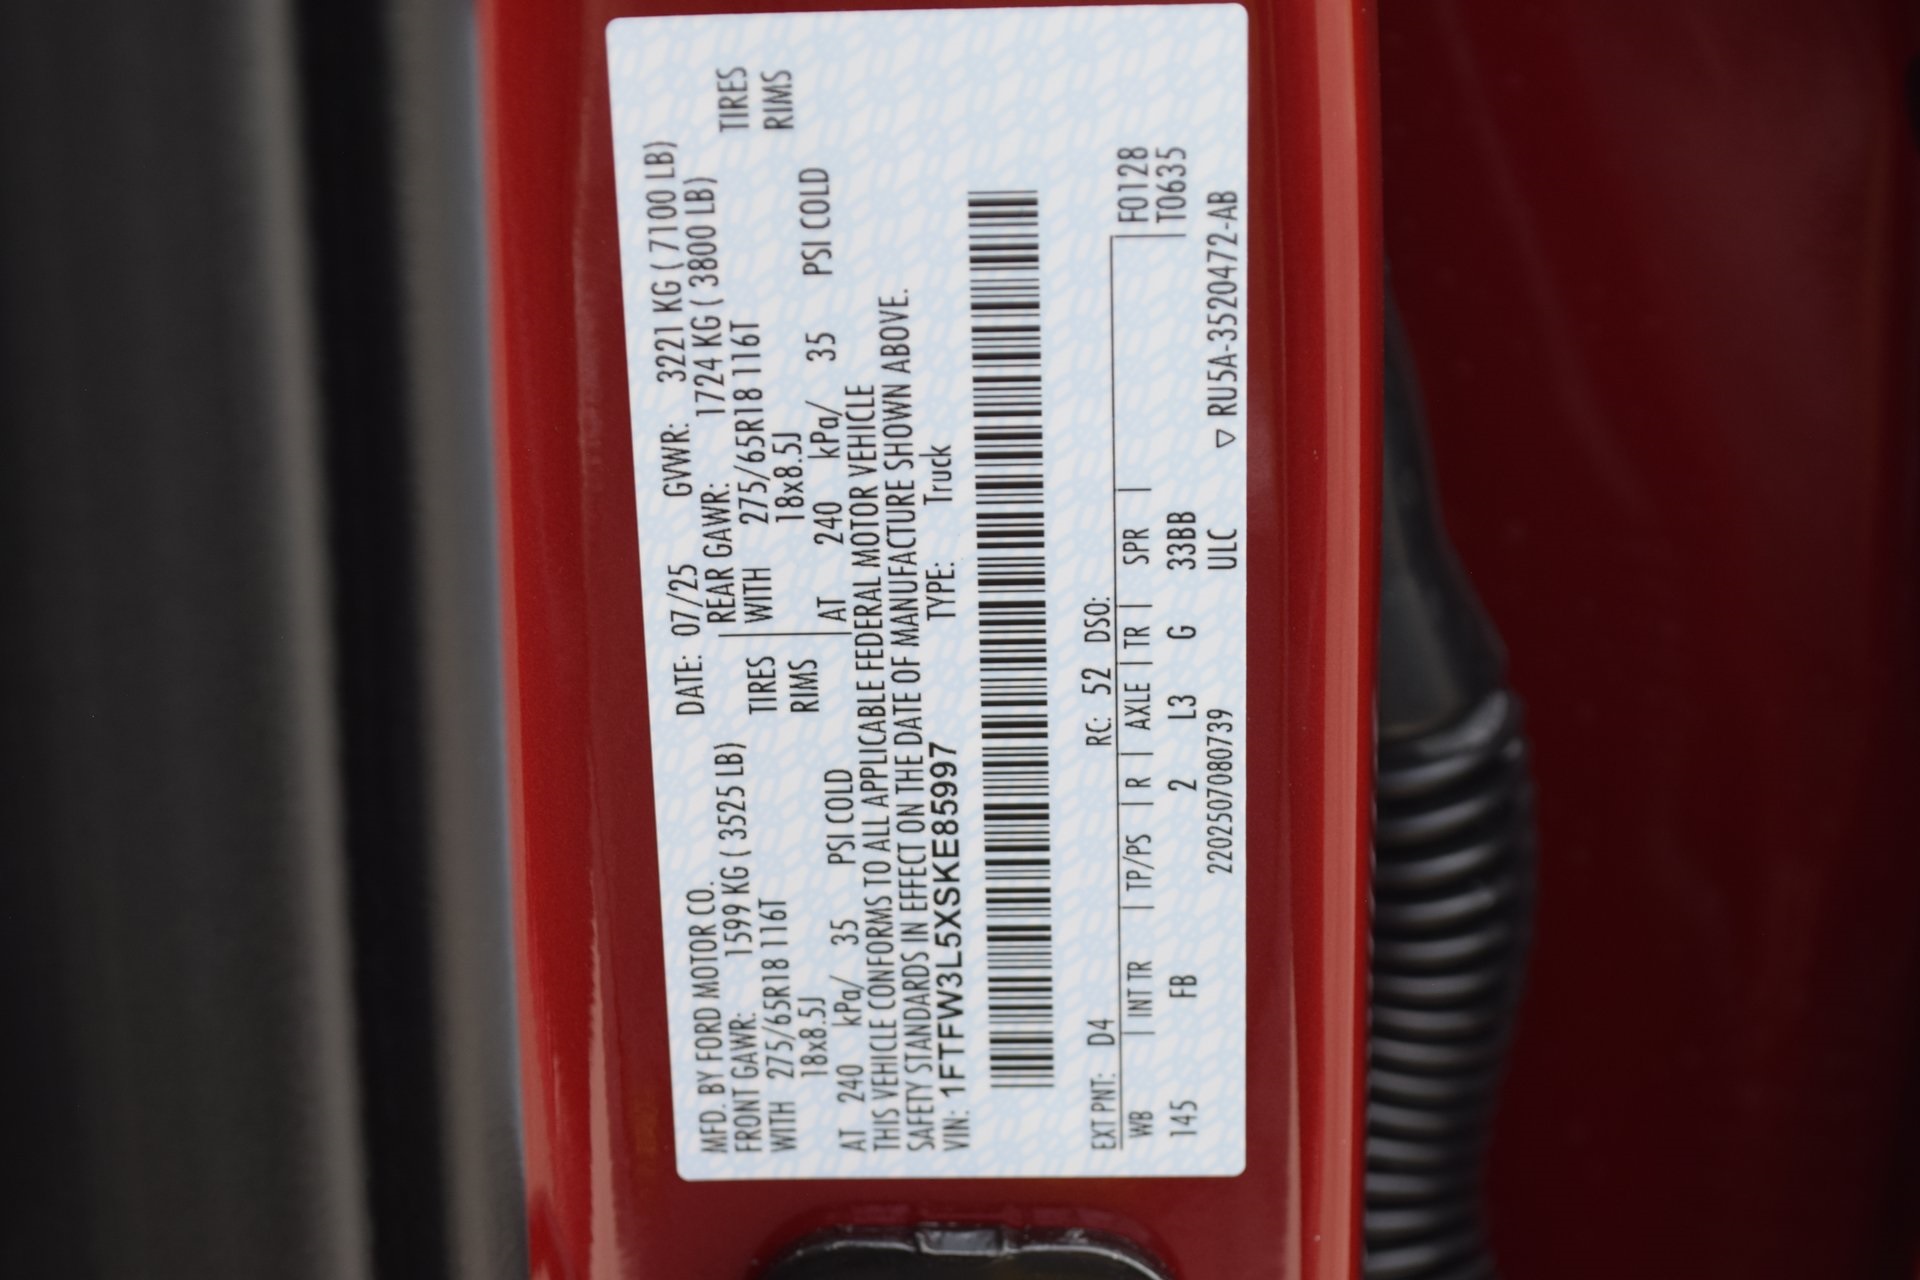 MFD. BY FORD MOTOR CO. DATE: 07/25 GVWR: 3221 KG ( 7100 LB)
FRONT GAWR: 1599 KG ( 3525 LB) REAR GAWR: 1724 KG ( 3800 LB)
WITH 275/65R18 116T TIRES WITH 275/65R18 116T TIRES
18x8.5J RIMS 18x8.5J RIMS
AT 240 kPa/ 35 PSI COLD AT 240 kPa/ 35 PSI COLD
THIS VEHICLE CONFORMS TO ALL APPLICABLE FEDERAL MOTOR VEHICLE
SAFETY STANDARDS IN EFFECT ON THE DATE OF MANUFACTURE SHOWN ABOVE.
VIN: 1FTFW3L5XSKE85997 TYPE: Truck
EXT PNT: D4 RC: 52 DSO: F0128
WB | INT TR | TP/PS | R | AXLE | TR | SPR | T0635
145 FB 2 L3 G 33BB
2202507080739 ULC ▽ RU5A-3520472-AB